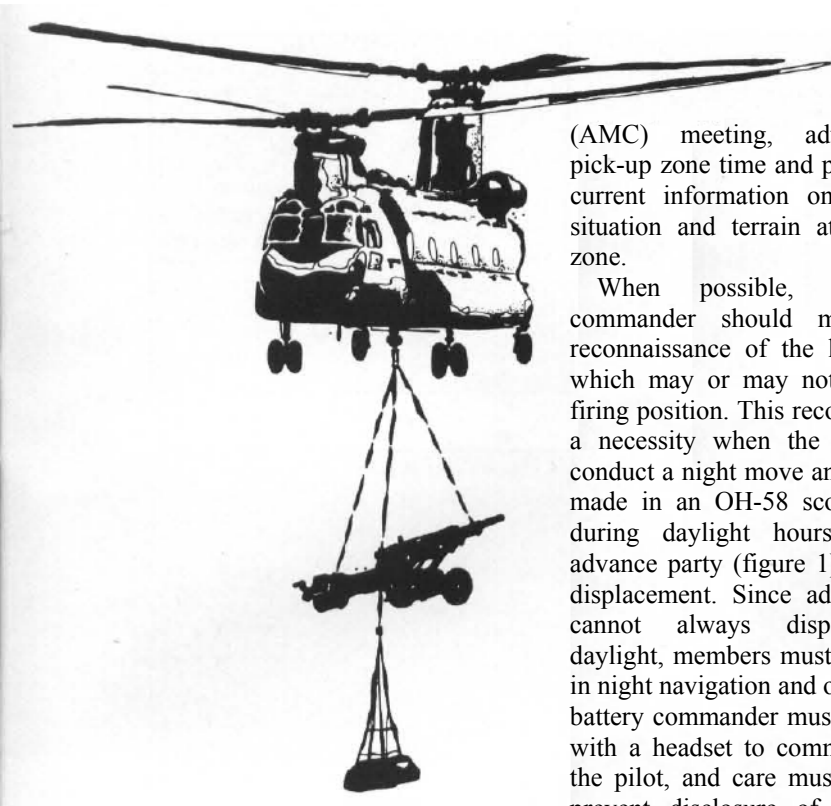 (AMC) meeting, ad
pick-up zone time and p
current information on
situation and terrain at
zone.
When possible,
commander should m
reconnaissance of the l
which may or may not
firing position. This reco
a necessity when the
conduct a night move an
made in an OH-58 sco
during daylight hours
advance party (figure 1)
displacement. Since ad
cannot always disp
daylight, members must
in night navigation and o
battery commander mus
with a headset to comm
the pilot, and care mus
prevent disclosure of